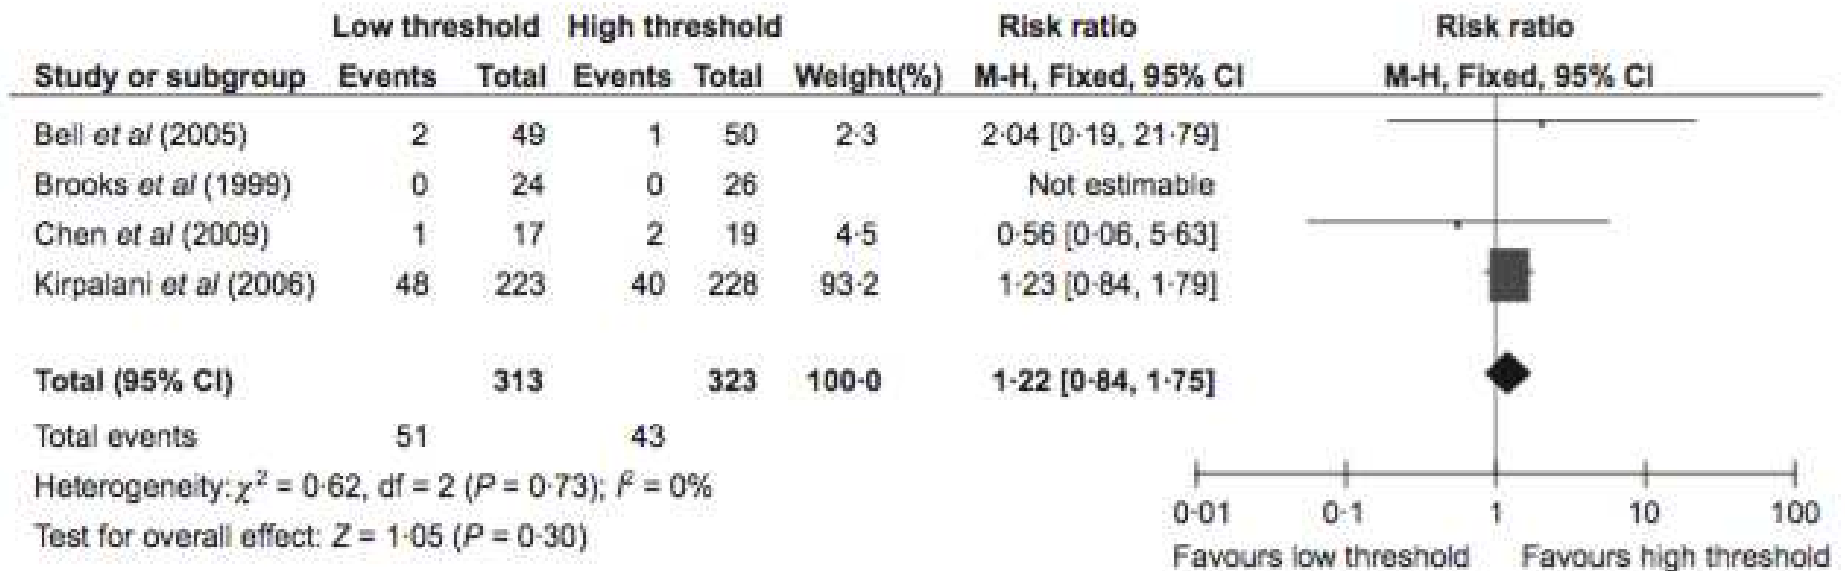 Low threshold High threshold Risk ratio Risk ratio
Study or subgroup Events Total Events Total Weight(%) M-H, Fixed, 95% CI M-H, Fixed, 95% CI
Bell et al (2005) 2 49 1 50 2·3 2·04 [0·19, 21·79]
Brooks et al (1999) 0 24 0 26 Not estimable
Chen et al (2009) 1 17 2 19 4·5 0·56 [0·06, 5·63]
Kirpalani et al (2006) 48 223 40 228 93·2 1·23 [0·84, 1·79]
Total (95% CI) 313 323 100·0 1·22 [0·84, 1·75]
Total events 51 43
Heterogeneity: χ² = 0·62, df = 2 (P = 0·73); I² = 0%
Test for overall effect: Z = 1·05 (P = 0·30)
0·01 0·1 1 10 100
Favours low threshold Favours high threshold